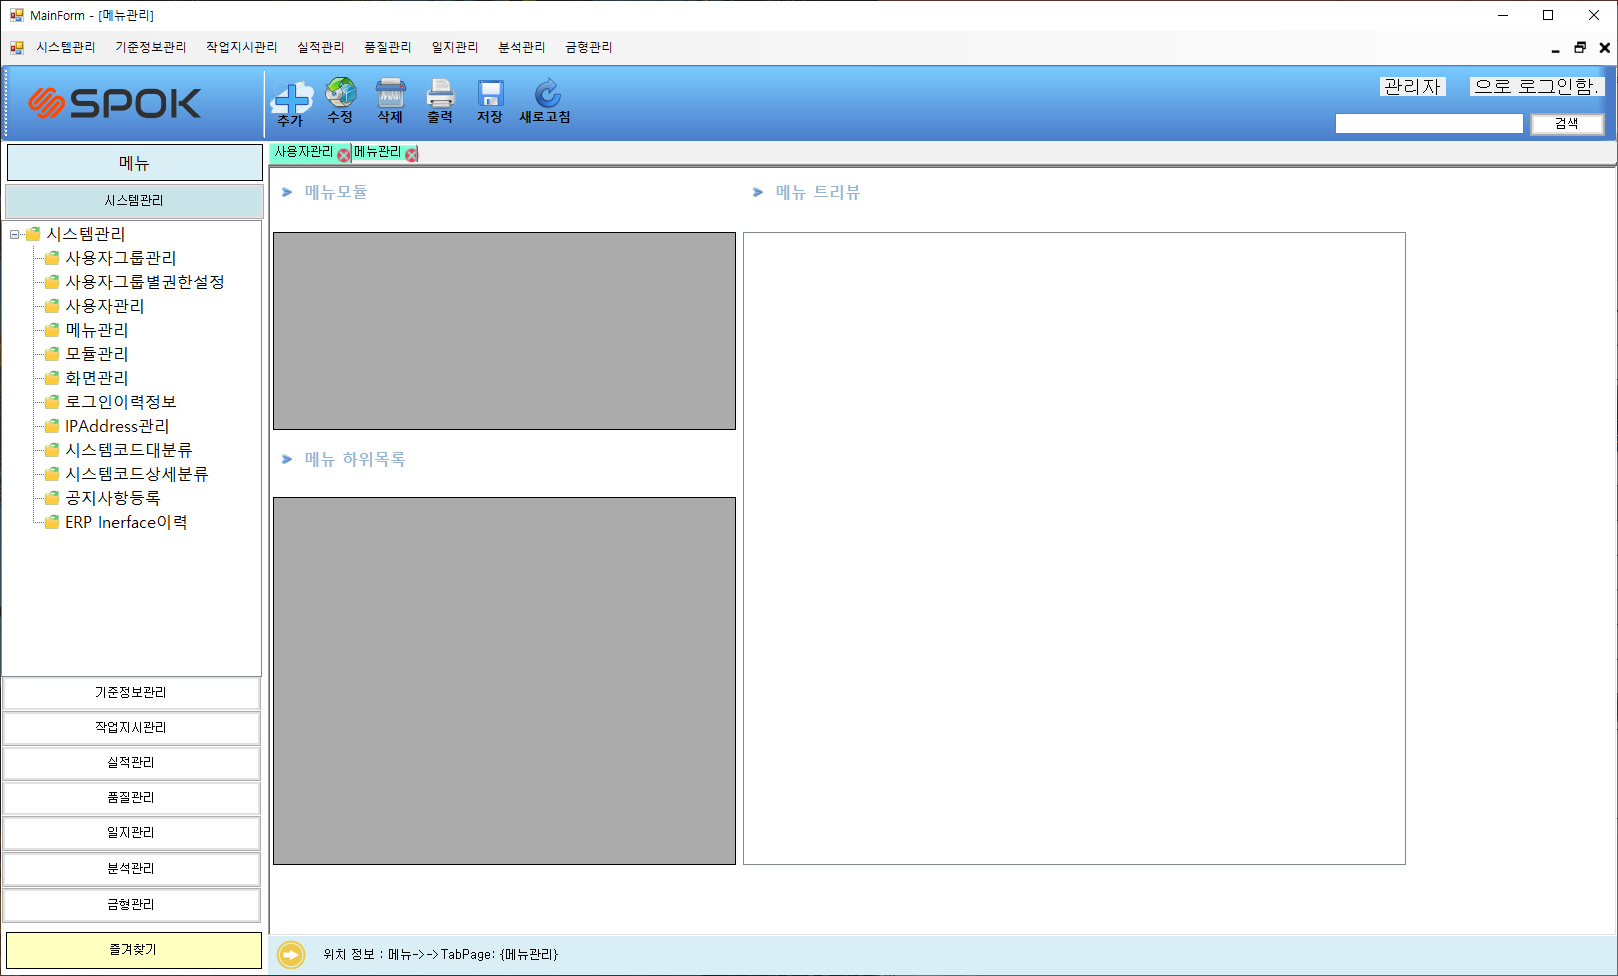 MainForm - [메뉴관리]
시스템관리 기준정보관리 작업지시관리 실적관리 품질관리 일지관리 분석관리 금형관리
SPOK
추가 수정 삭제 출력 저장 새로고침
관리자 으로 로그인함.
검색
메뉴
사용자관리 메뉴관리
시스템관리
메뉴모듈
메뉴 트리뷰
시스템관리
사용자그룹관리
사용자그룹별권한설정
사용자관리
메뉴관리
모듈관리
화면관리
로그인이력정보
IPAddress관리
시스템코드대분류
시스템코드상세분류
공지사항등록
ERP Inerface이력
메뉴 하위목록
기준정보관리
작업지시관리
실적관리
품질관리
일지관리
분석관리
금형관리
즐겨찾기
위치 정보 : 메뉴->->TabPage: {메뉴관리}